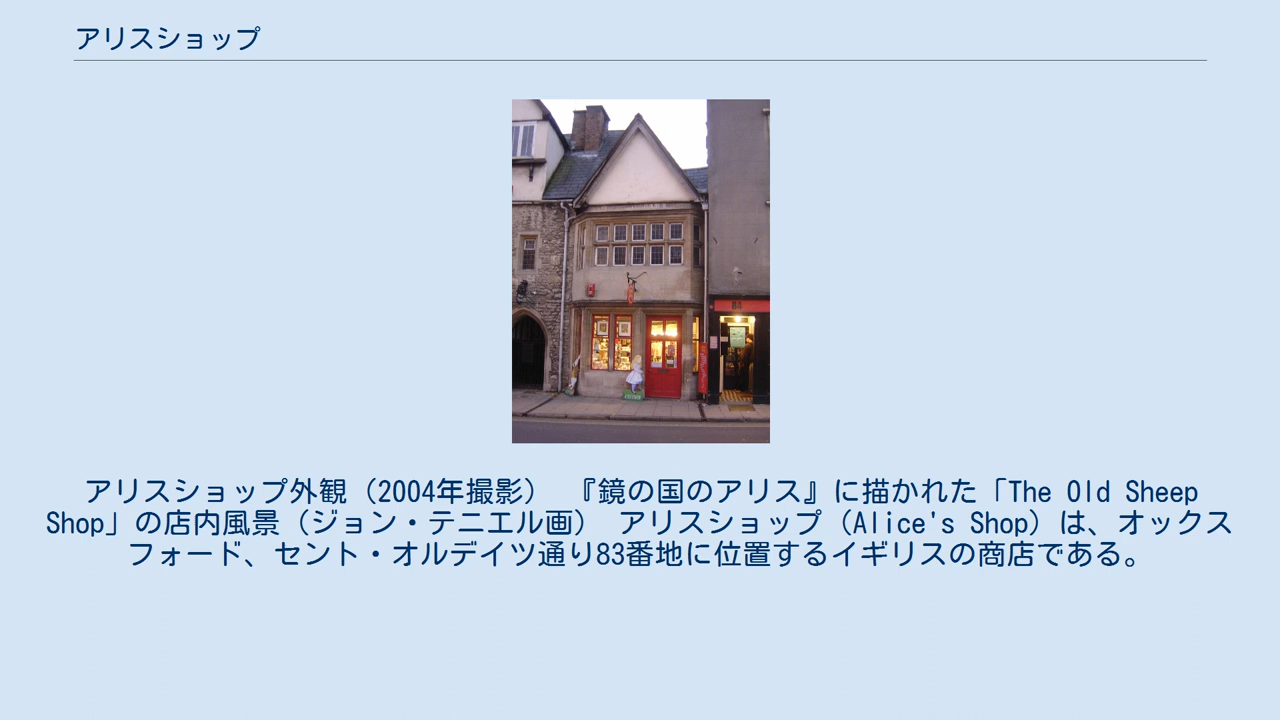 アリスショップ
84
アリスショップ外観（2004年撮影）　『鏡の国のアリス』に描かれた「The Old Sheep
Shop」の店内風景（ジョン・テニエル画）　アリスショップ（Alice's Shop）は、オックス
フォード、セント・オルデイツ通り83番地に位置するイギリスの商店である。